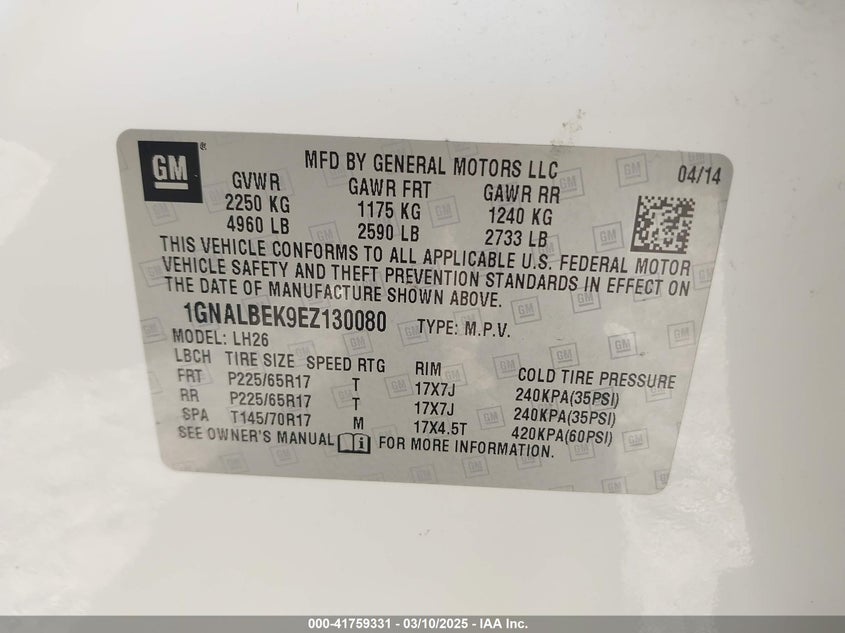 GM ®
MFD BY GENERAL MOTORS LLC 04/14
GVWR GAWR FRT GAWR RR
2250 KG 1175 KG 1240 KG
4960 LB 2590 LB 2733 LB
THIS VEHICLE CONFORMS TO ALL APPLICABLE U.S. FEDERAL MOTOR
VEHICLE SAFETY AND THEFT PREVENTION STANDARDS IN EFFECT ON
THE DATE OF MANUFACTURE SHOWN ABOVE.
1GNALBEK9EZ130080 TYPE: M.P.V.
MODEL: LH26
LBCH TIRE SIZE SPEED RTG RIM COLD TIRE PRESSURE
FRT P225/65R17 T 17X7J 240KPA(35PSI)
RR P225/65R17 T 17X7J 240KPA(35PSI)
SPA T145/70R17 M 17X4.5T 420KPA(60PSI)
SEE OWNER'S MANUAL FOR MORE INFORMATION.
000-41759331 - 03/10/2025 - IAA Inc.